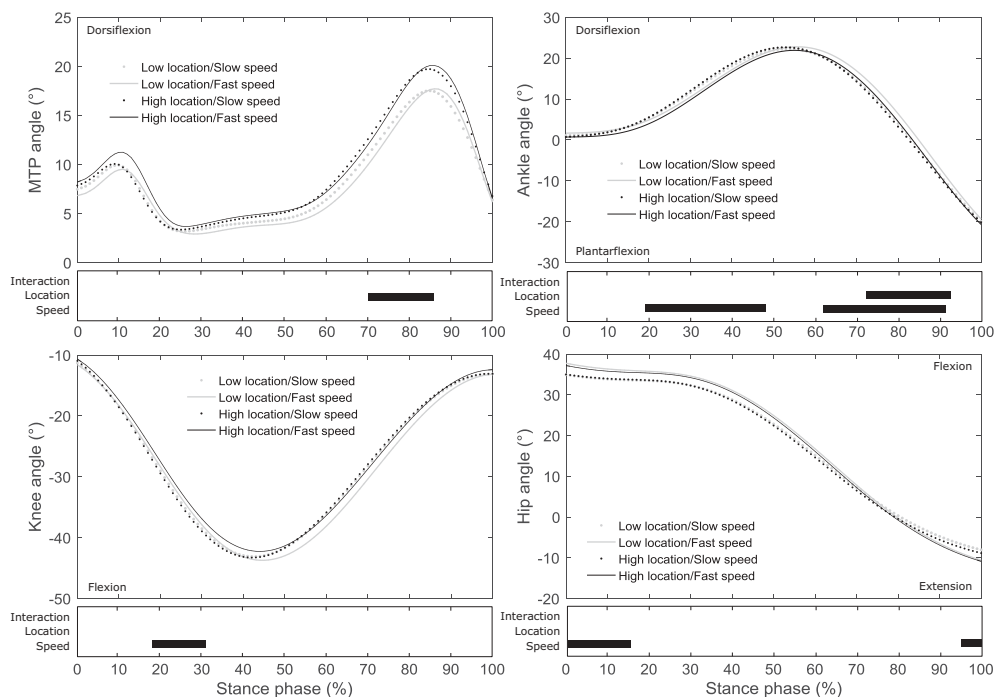 25
Dorsiflexion
20
15
10
5
0
MTP angle (°)
Low location/Slow speed
Low location/Fast speed
High location/Slow speed
High location/Fast speed
Interaction
Location
Speed
0 10 20 30 40 50 60 70 80 90 100
30
Dorsiflexion
20
10
0
-10
-20
-30
Ankle angle (°)
Low location/Slow speed
Low location/Fast speed
High location/Slow speed
High location/Fast speed
Plantarflexion
Interaction
Location
Speed
0 10 20 30 40 50 60 70 80 90 100
-10
-20
-30
-40
-50
Knee angle (°)
Low location/Slow speed
Low location/Fast speed
High location/Slow speed
High location/Fast speed
Flexion
Interaction
Location
Speed
0 10 20 30 40 50 60 70 80 90 100
Stance phase (%)
40
Flexion
30
20
10
0
-10
-20
Hip angle (°)
Low location/Slow speed
Low location/Fast speed
High location/Slow speed
High location/Fast speed
Extension
Interaction
Location
Speed
0 10 20 30 40 50 60 70 80 90 100
Stance phase (%)